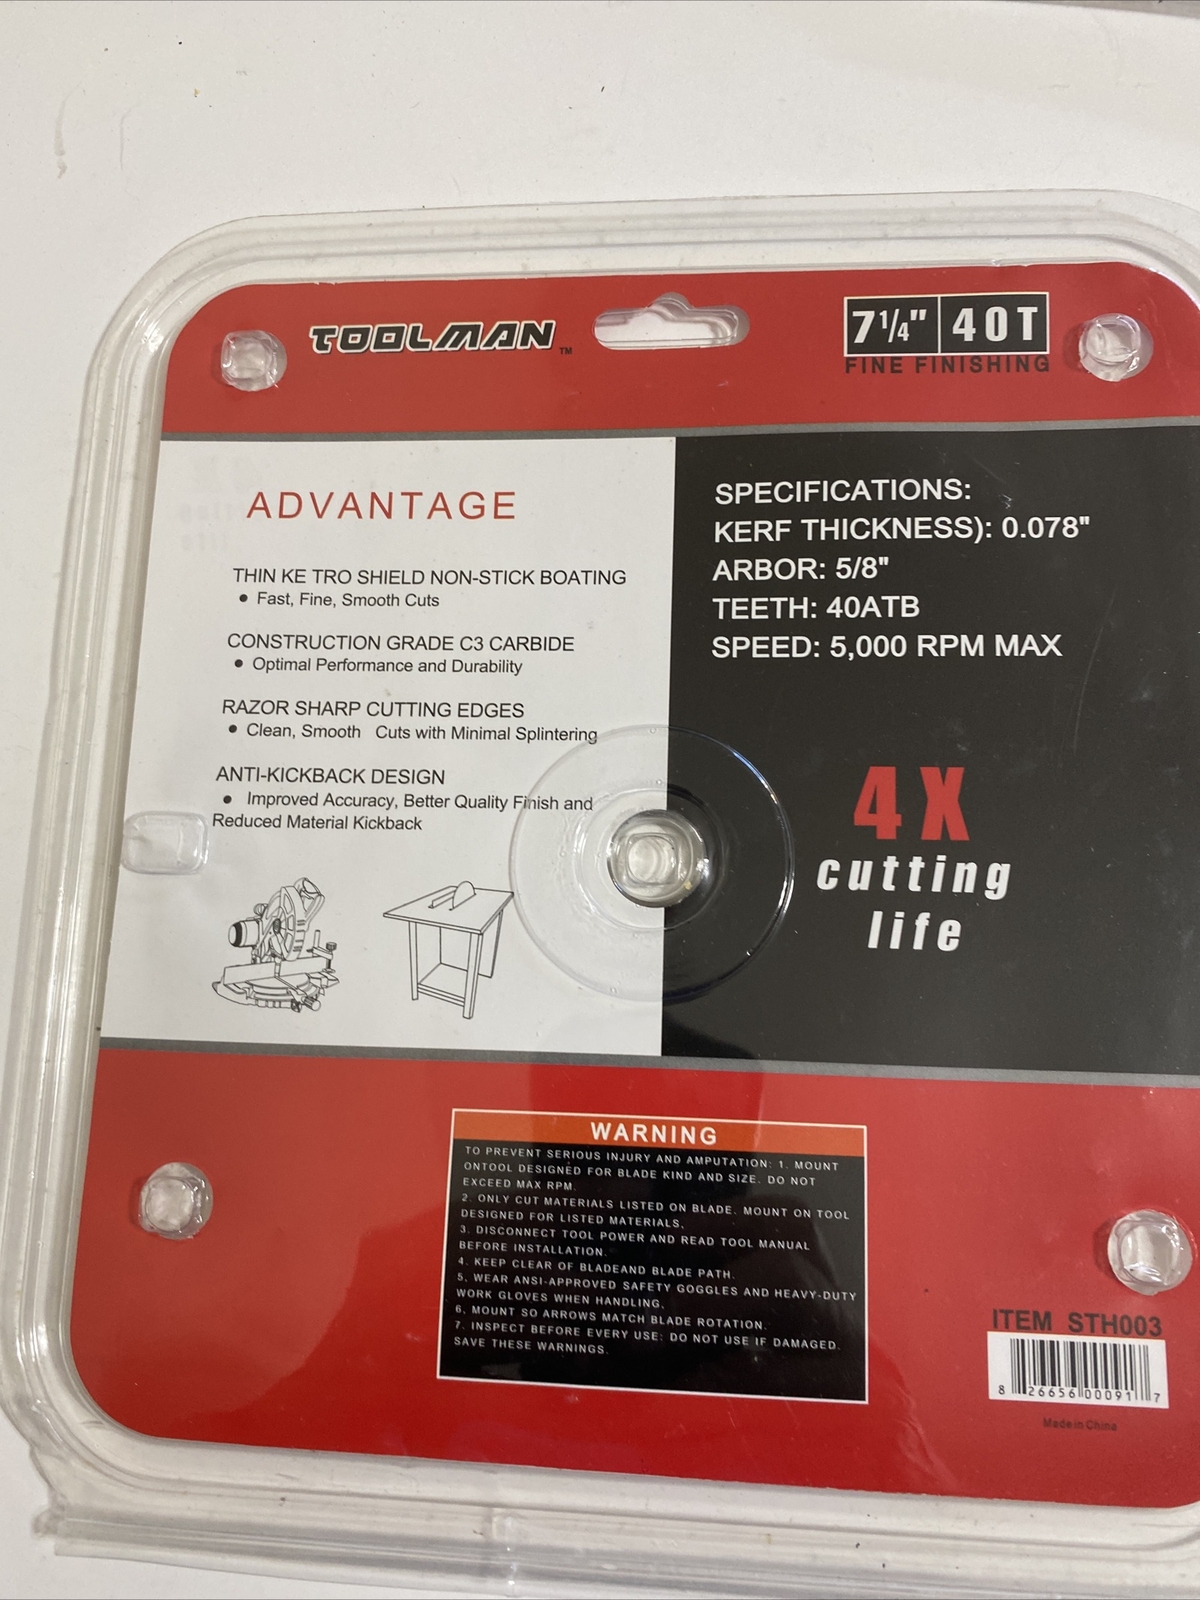 TOOLMAN™
7¼" 40T
FINE FINISHING
ADVANTAGE
THIN KE TRO SHIELD NON-STICK BOATING
• Fast, Fine, Smooth Cuts
CONSTRUCTION GRADE C3 CARBIDE
• Optimal Performance and Durability
RAZOR SHARP CUTTING EDGES
• Clean, Smooth Cuts with Minimal Splintering
ANTI-KICKBACK DESIGN
• Improved Accuracy, Better Quality Finish and
Reduced Material Kickback
SPECIFICATIONS:
KERF THICKNESS): 0.078"
ARBOR: 5/8"
TEETH: 40ATB
SPEED: 5,000 RPM MAX
4X
cutting
life
WARNING
TO PREVENT SERIOUS INJURY AND AMPUTATION: 1. MOUNT
ONTOOL DESIGNED FOR BLADE KIND AND SIZE. DO NOT
EXCEED MAX RPM.
2. ONLY CUT MATERIALS LISTED ON BLADE. MOUNT ON TOOL
DESIGNED FOR LISTED MATERIALS,
3. DISCONNECT TOOL POWER AND READ TOOL MANUAL
BEFORE INSTALLATION.
4. KEEP CLEAR OF BLADEAND BLADE PATH.
5. WEAR ANSI-APPROVED SAFETY GOGGLES AND HEAVY-DUTY
WORK GLOVES WHEN HANDLING,
6. MOUNT SO ARROWS MATCH BLADE ROTATION.
7. INSPECT BEFORE EVERY USE: DO NOT USE IF DAMAGED.
SAVE THESE WARNINGS.
ITEM STH003
8 26656 00091 7
Made in China